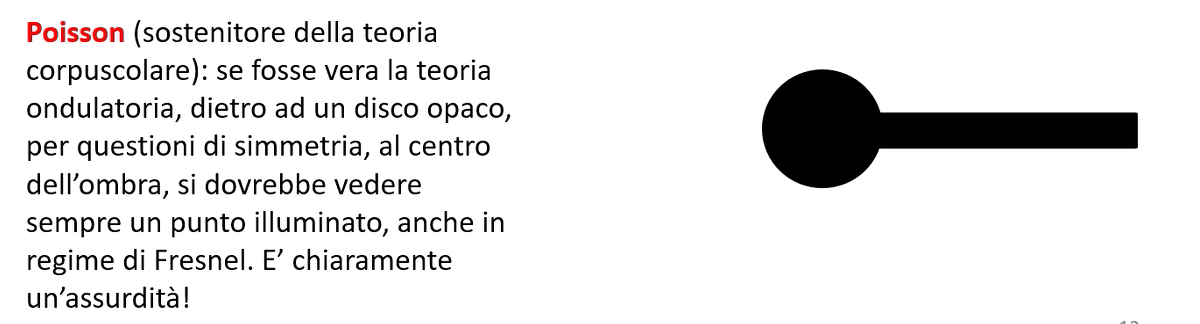 Poisson (sostenitore della teoria
corpuscolare): se fosse vera la teoria
ondulatoria, dietro ad un disco opaco,
per questioni di simmetria, al centro
dell’ombra, si dovrebbe vedere
sempre un punto illuminato, anche in
regime di Fresnel. E’ chiaramente
un’assurdità!